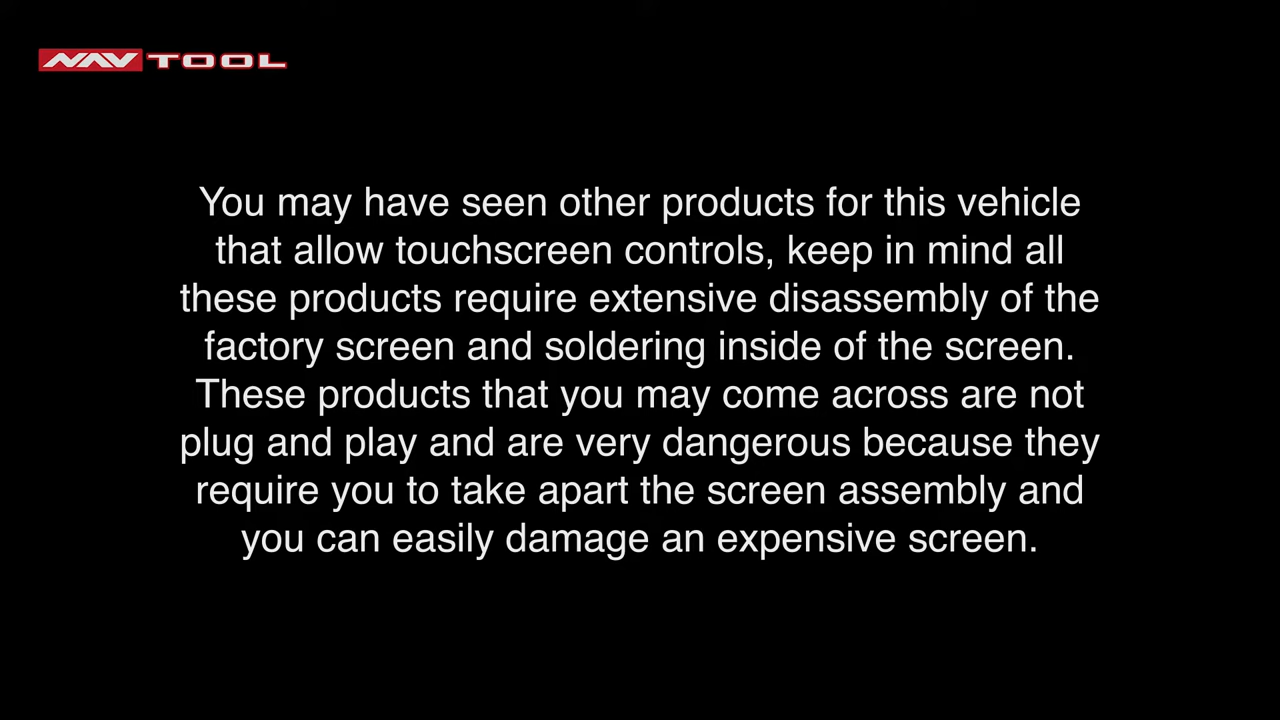 NAVTOOL
You may have seen other products for this vehicle
that allow touchscreen controls, keep in mind all
these products require extensive disassembly of the
factory screen and soldering inside of the screen.
These products that you may come across are not
plug and play and are very dangerous because they
require you to take apart the screen assembly and
you can easily damage an expensive screen.